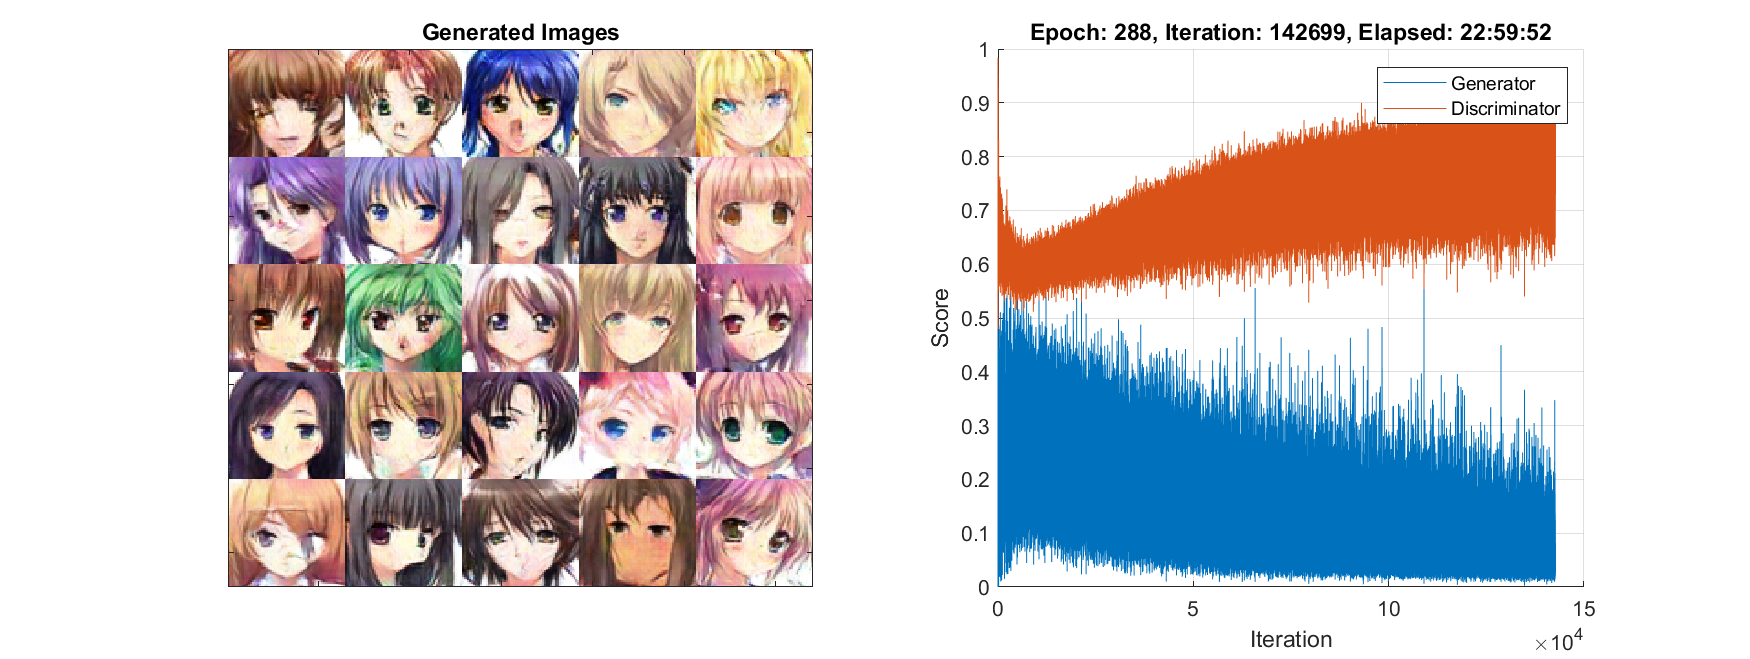 Generated Images
Epoch: 288, Iteration: 142699, Elapsed: 22:59:52
Generator
Discriminator
Score
1
0.9
0.8
0.7
0.6
0.5
0.4
0.3
0.2
0.1
0
0 5 10 15
Iteration
×10⁴